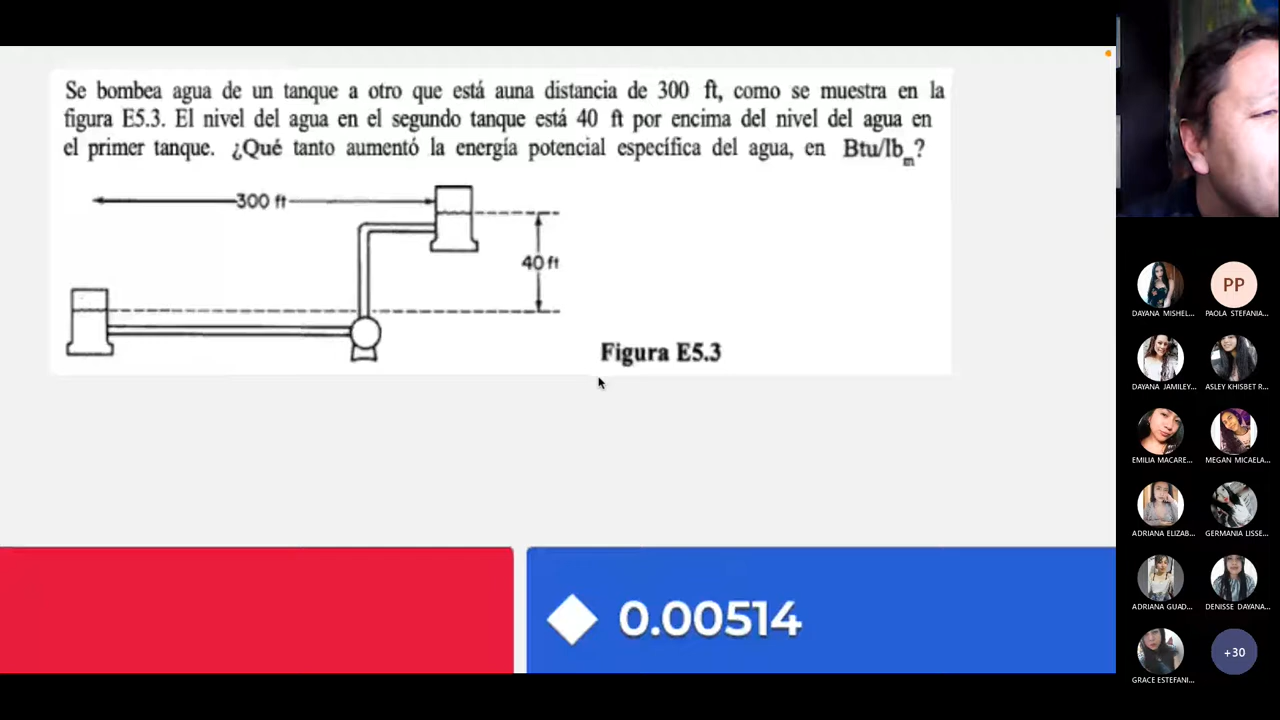 Se bombea agua de un tanque a otro que está auna distancia de 300 ft, como se muestra en la
figura E5.3. El nivel del agua en el segundo tanque está 40 ft por encima del nivel del agua en
el primer tanque. ¿Qué tanto aumentó la energía potencial específica del agua, en Btu/lbm?
300 ft
40 ft
Figura E5.3
0.00514
PP
DAYANA MISHEL...
PAOLA STEFANIA...
DAYANA JAMILEY...
ASLEY KHISBET R...
EMILIA MACARE...
MEGAN MICAELA...
ADRIANA ELIZAB...
GERMANIA LISSE...
ADRIANA GUAD...
DENISSE DAYANA...
+30
GRACE ESTEFANI...